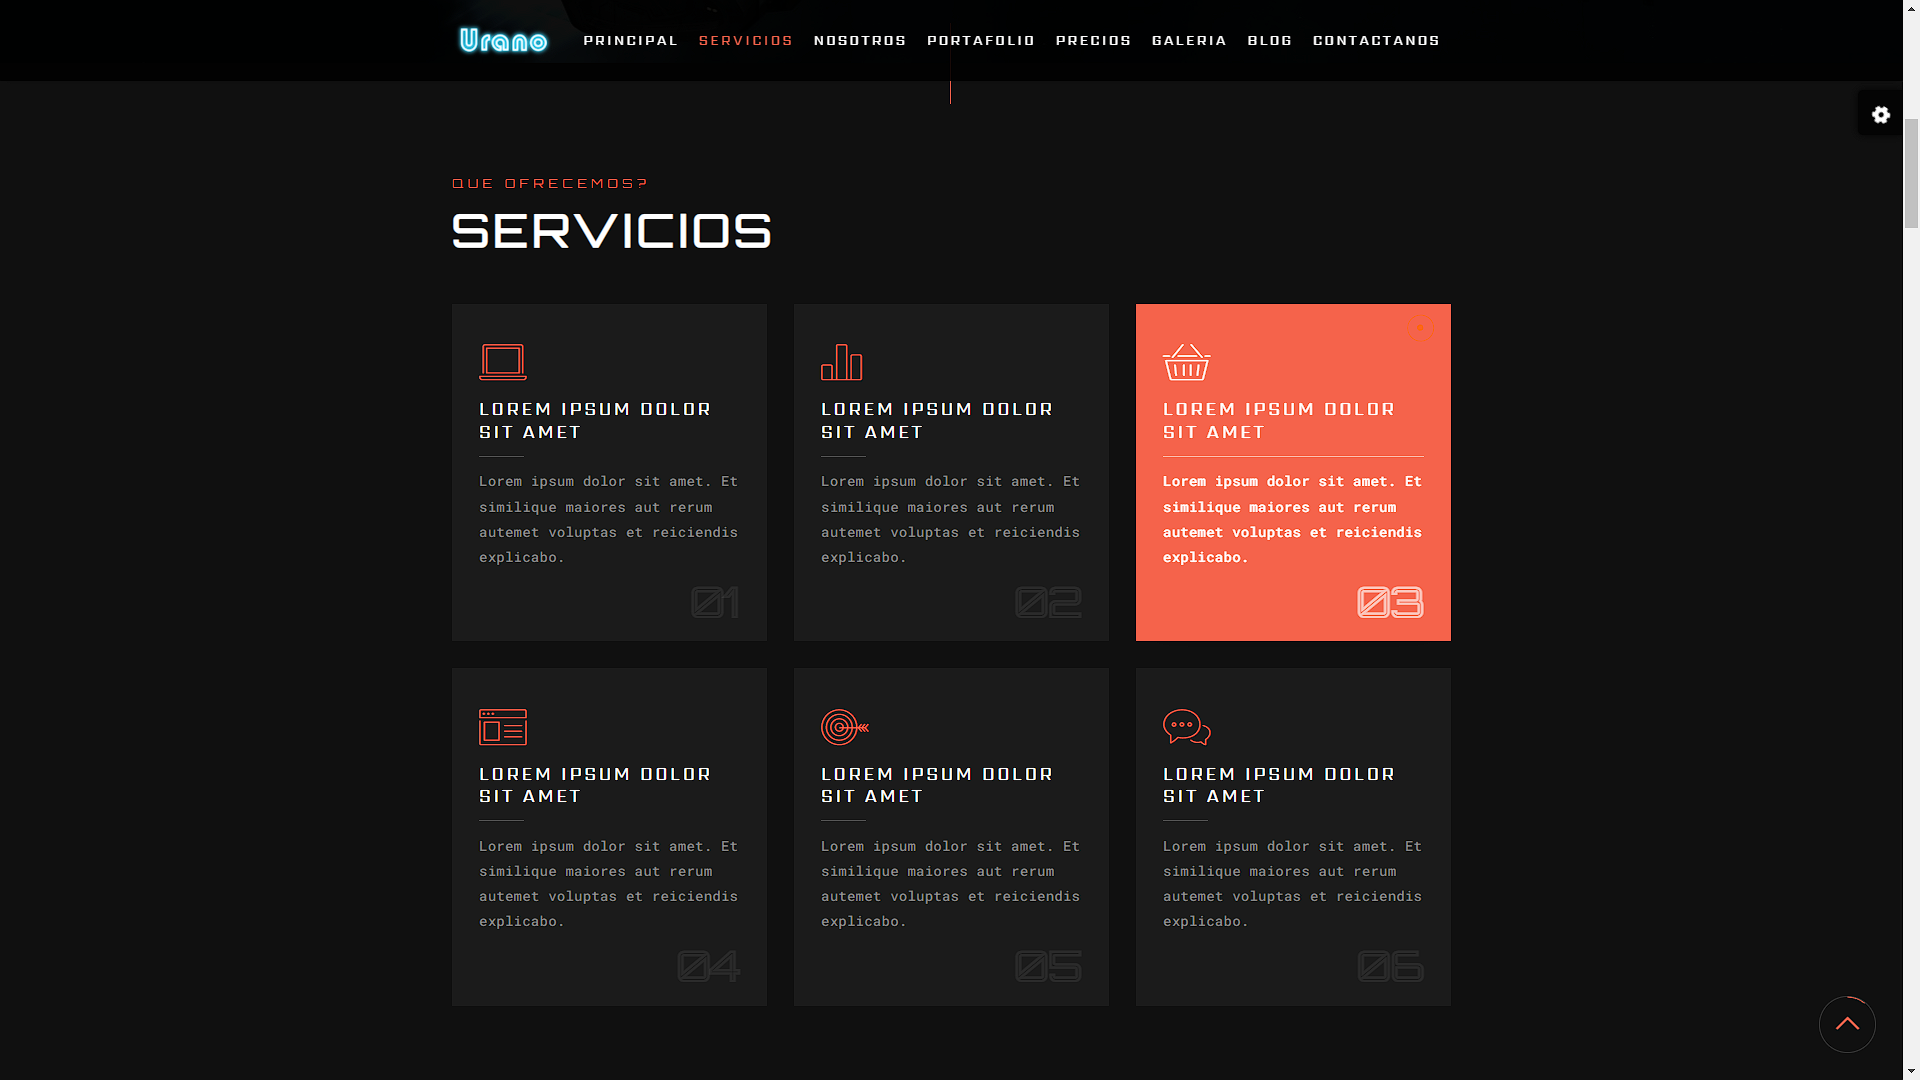 Urano
PRINCIPAL SERVICIOS NOSOTROS PORTAFOLIO PRECIOS GALERIA BLOG CONTACTANOS
QUE OFRECEMOS?
SERVICIOS
LOREM IPSUM DOLOR
SIT AMET
Lorem ipsum dolor sit amet. Et
similique maiores aut rerum
autemet voluptas et reiciendis
explicabo.
01
LOREM IPSUM DOLOR
SIT AMET
Lorem ipsum dolor sit amet. Et
similique maiores aut rerum
autemet voluptas et reiciendis
explicabo.
02
LOREM IPSUM DOLOR
SIT AMET
Lorem ipsum dolor sit amet. Et
similique maiores aut rerum
autemet voluptas et reiciendis
explicabo.
03
LOREM IPSUM DOLOR
SIT AMET
Lorem ipsum dolor sit amet. Et
similique maiores aut rerum
autemet voluptas et reiciendis
explicabo.
04
LOREM IPSUM DOLOR
SIT AMET
Lorem ipsum dolor sit amet. Et
similique maiores aut rerum
autemet voluptas et reiciendis
explicabo.
05
LOREM IPSUM DOLOR
SIT AMET
Lorem ipsum dolor sit amet. Et
similique maiores aut rerum
autemet voluptas et reiciendis
explicabo.
06